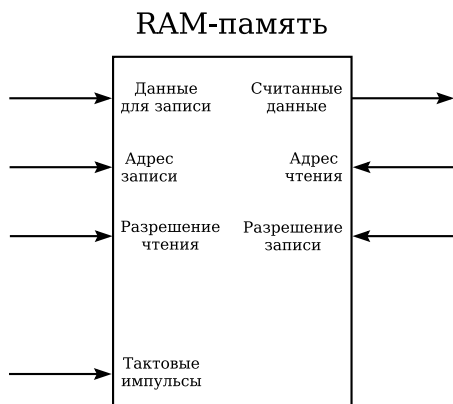 RAM-память
Данные
для записи
Считанные
данные
Адрес
записи
Адрес
чтения
Разрешение
чтения
Разрешение
записи
Тактовые
импульсы